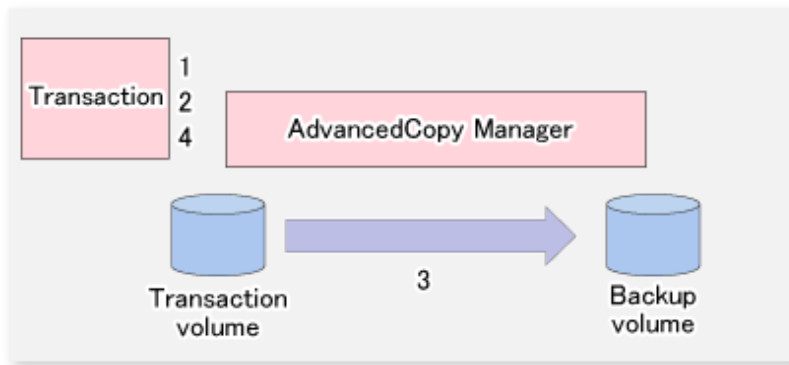 1
Transaction 2
4
AdvancedCopy Manager
3
Transaction
volume
Backup
volume